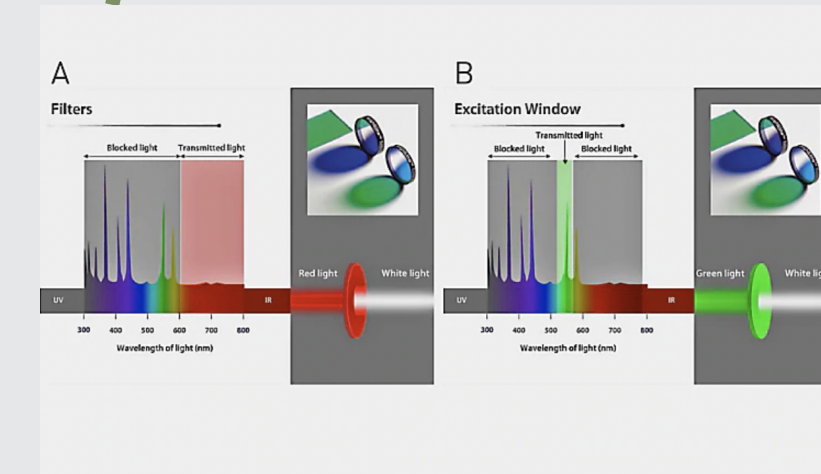 A
Filters
Blocked light Transmitted light
UV
IR
300 400 500 600 700 800
Wavelength of light (nm)
Red light White light
B
Excitation Window
Transmitted light
Blocked light Blocked light
UV
IR
300 400 500 600 700 800
Wavelength of light (nm)
Green light White lig